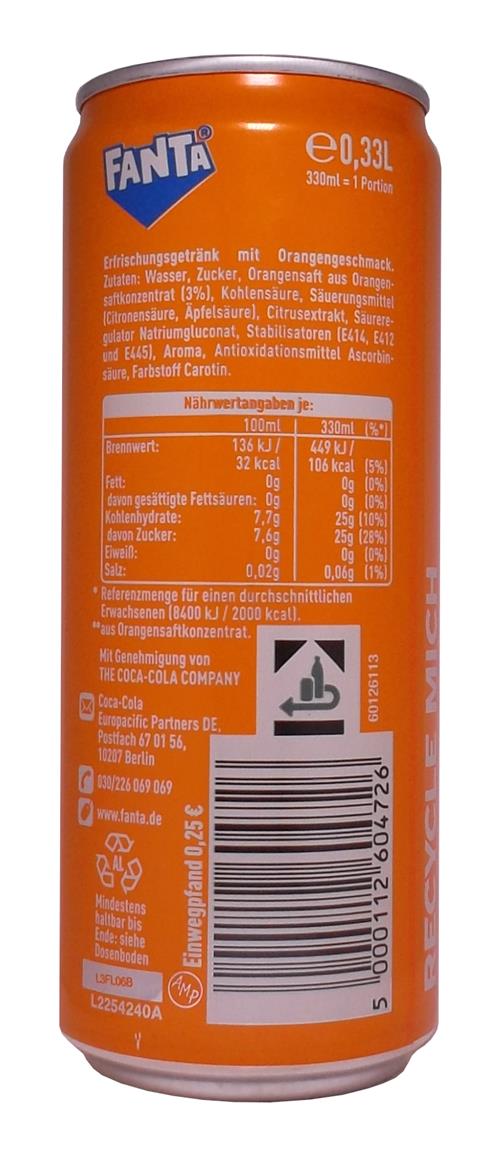 FANTA®
e 0,33L
330ml = 1 Portion
Erfrischungsgetränk mit Orangengeschmack.
Zutaten: Wasser, Zucker, Orangensaft aus Orangen-
saftkonzentrat (3%), Kohlensäure, Säuerungsmittel
(Citronensäure, Äpfelsäure), Citrusextrakt, Säurere-
gulator Natriumgluconat, Stabilisatoren (E414, E412
und E445), Aroma, Antioxidationsmittel Ascorbin-
säure, Farbstoff Carotin.
Nährwertangaben je:
100ml 330ml (%*)
Brennwert: 136 kJ / 449 kJ /
32 kcal 106 kcal (5%)
Fett: 0g 0g (0%)
davon gesättigte Fettsäuren: 0g 0g (0%)
Kohlenhydrate: 7,7g 25g (10%)
davon Zucker: 7,6g 25g (28%)
Eiweiß: 0g 0g (0%)
Salz: 0,02g 0,06g (1%)
* Referenzmenge für einen durchschnittlichen
Erwachsenen (8400 kJ / 2000 kcal).
**aus Orangensaftkonzentrat.
Mit Genehmigung von
THE COCA-COLA COMPANY
Coca-Cola
Europacific Partners DE,
Postfach 67 01 56,
10207 Berlin
030/226 069 069
www.fanta.de
AL
Mindestens
haltbar bis
Ende: siehe
Dosenboden
L3FL06B
L2254240A
AMP
Einwegpfand 0,25 €
60126113
5 000112 604726
RECYCLE MICH